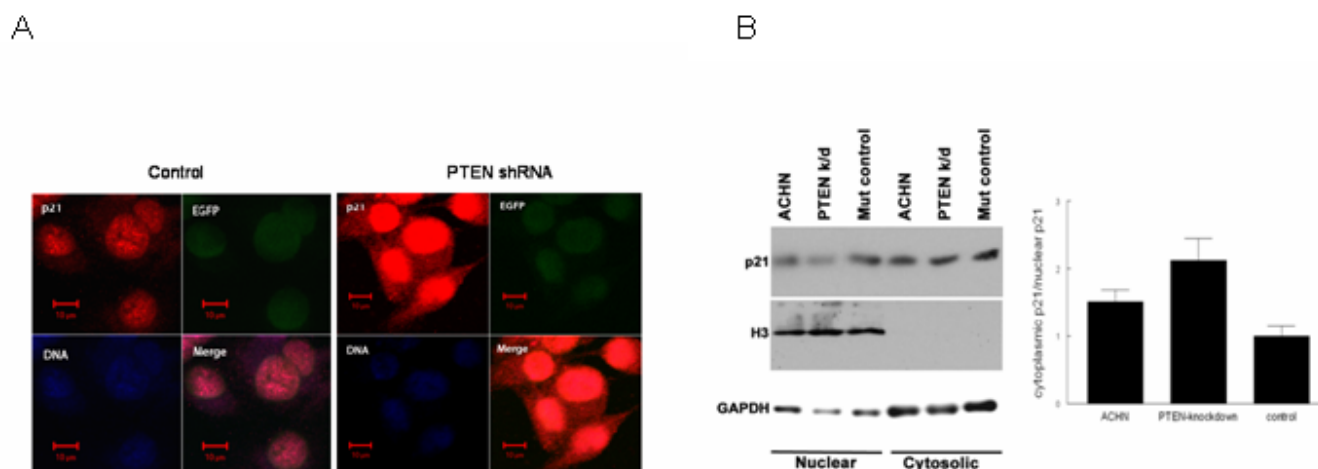 A
B
Control
PTEN shRNA
p21
EGFP
p21
EGFP
10 µm
10 µm
10 µm
10 µm
DNA
Merge
DNA
Merge
10 µm
10 µm
10 µm
10 µm
ACHN
PTEN k/d
Mut control
ACHN
PTEN k/d
Mut control
p21
H3
GAPDH
Nuclear
Cytosolic
cytoplasmic p21/nuclear p21
3
2
1
0
ACHN
PTEN-knockdown
control